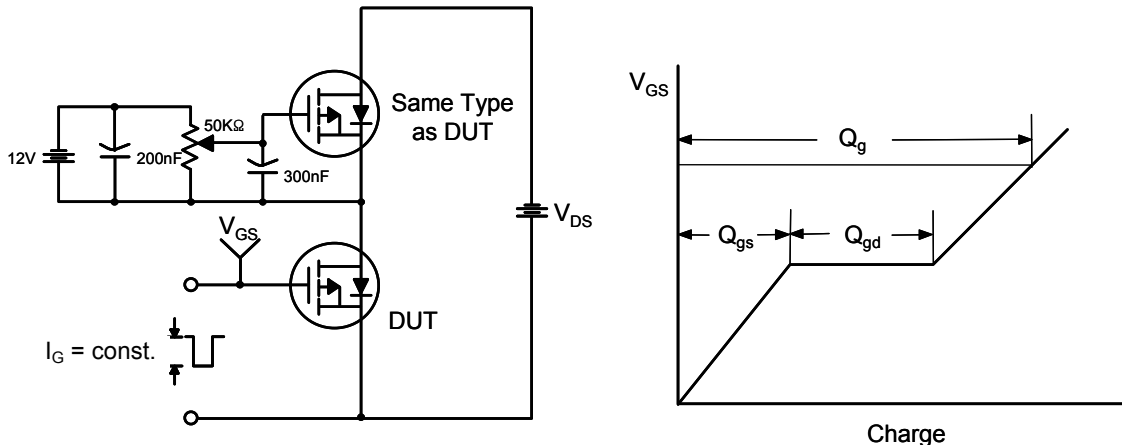 12V
200nF
50KΩ
300nF
Same Type
as DUT
V_GS
DUT
V_DS
I_G = const.
V_GS
Q_g
Q_gs
Q_gd
Charge